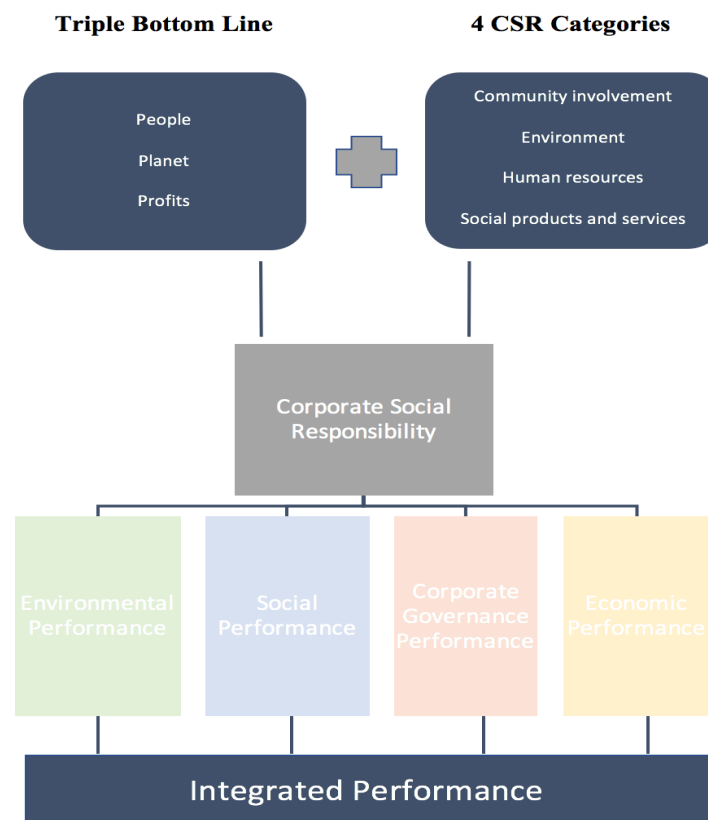 Triple Bottom Line
4 CSR Categories
People
Planet
Profits
Community involvement
Environment
Human resources
Social products and services
Corporate Social
Responsibility
Environmental
Performance
Social
Performance
Corporate
Governance
Performance
Economic
Performance
Integrated Performance